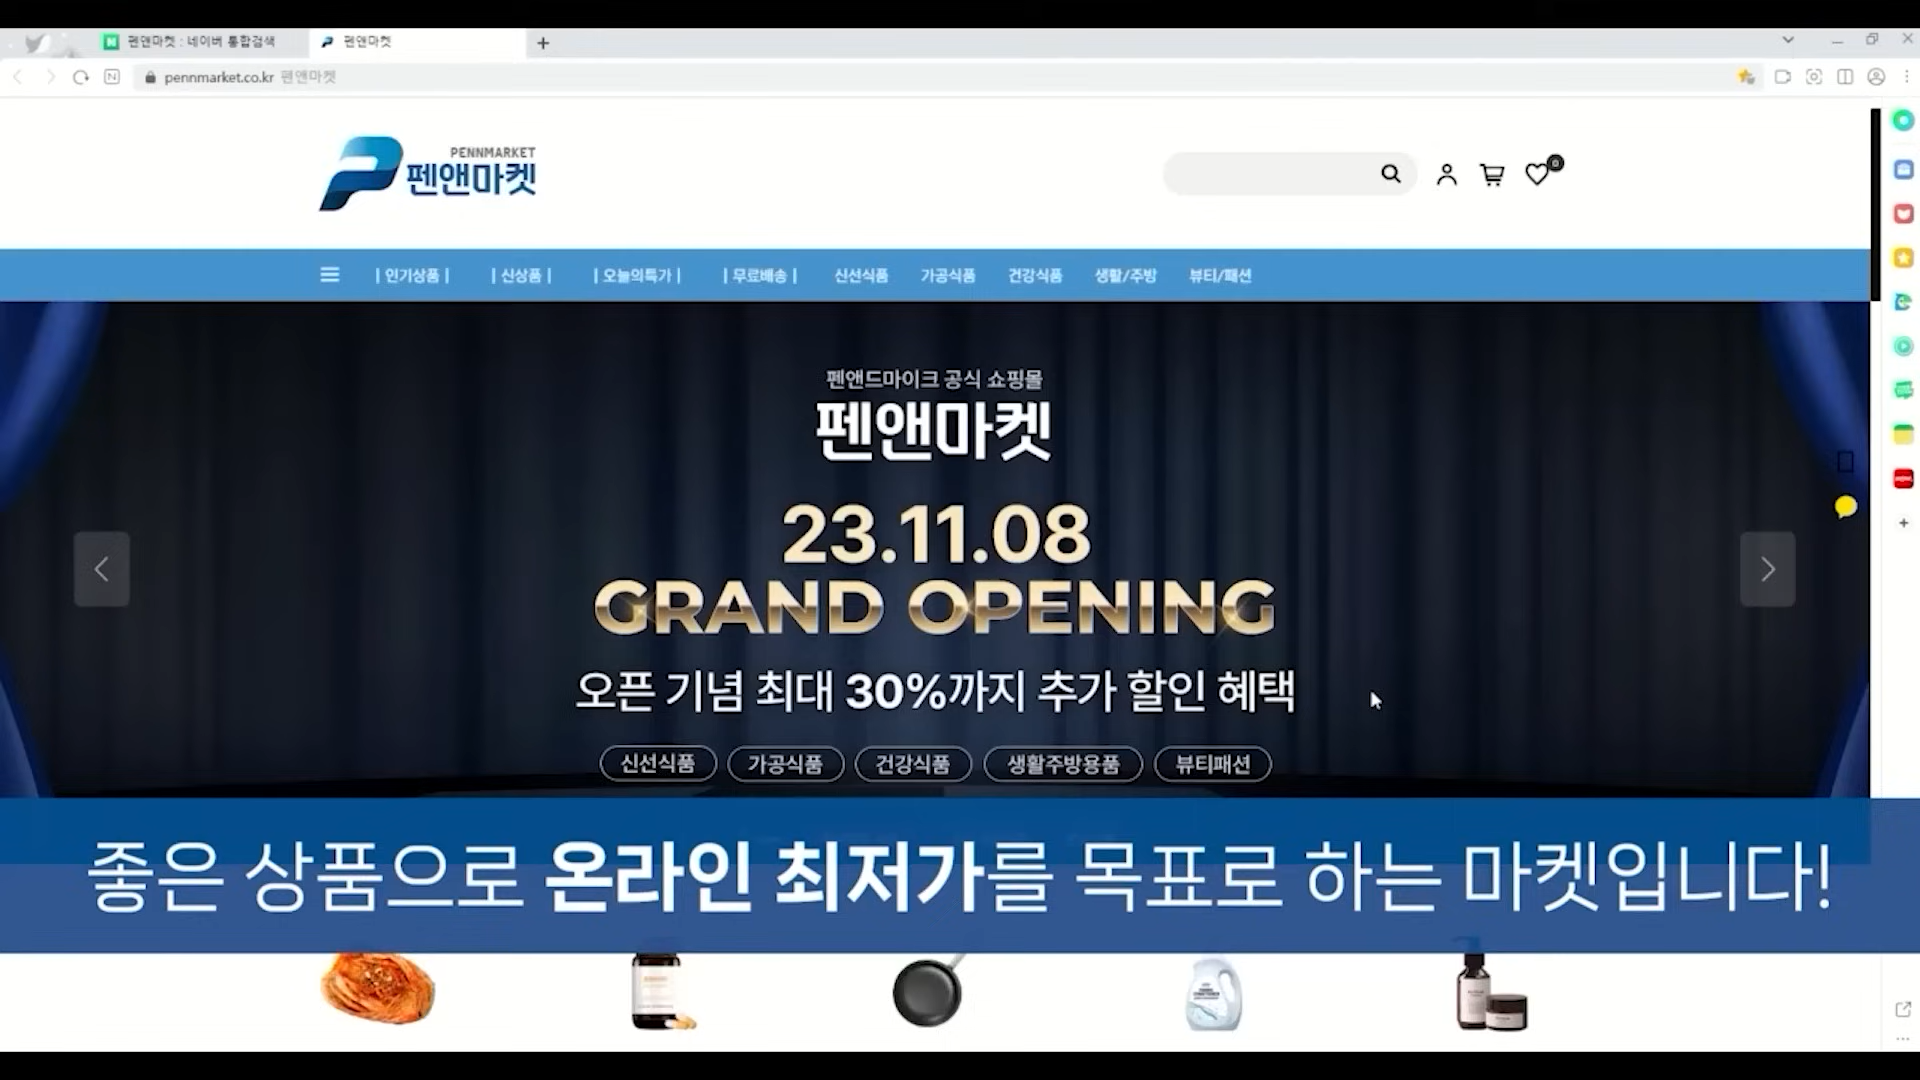 펜앤마켓 : 네이버 통합검색
펜앤마켓
pennmarket.co.kr 펜앤마켓
PENNMARKET
펜앤마켓
0
| 인기상품 | | 신상품 | | 오늘의특가 | | 무료배송 | 신선식품 가공식품 건강식품 생활/주방 뷰티/패션
펜앤드마이크 공식 쇼핑몰
펜앤마켓
23.11.08
GRAND OPENING
오픈 기념 최대 30%까지 추가 할인 혜택
신선식품 가공식품 건강식품 생활주방용품 뷰티패션
좋은 상품으로 온라인 최저가를 목표로 하는 마켓입니다!